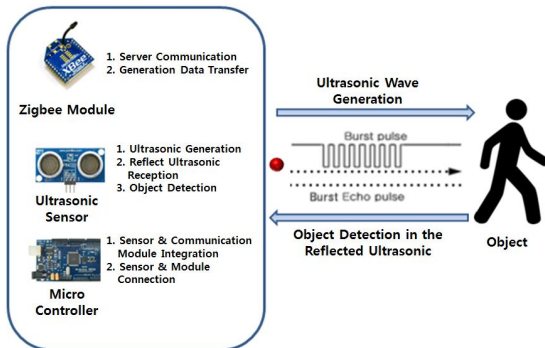 XBee
1. Server Communication
2. Generation Data Transfer
Zigbee Module
1. Ultrasonic Generation
2. Reflect Ultrasonic
Reception
3. Object Detection
Ultrasonic
Sensor
1. Sensor & Communication
Module Integration
2. Sensor & Module
Connection
Micro
Controller
Ultrasonic Wave
Generation
Burst pulse
Burst Echo pulse
Object Detection in the
Reflected Ultrasonic
Object